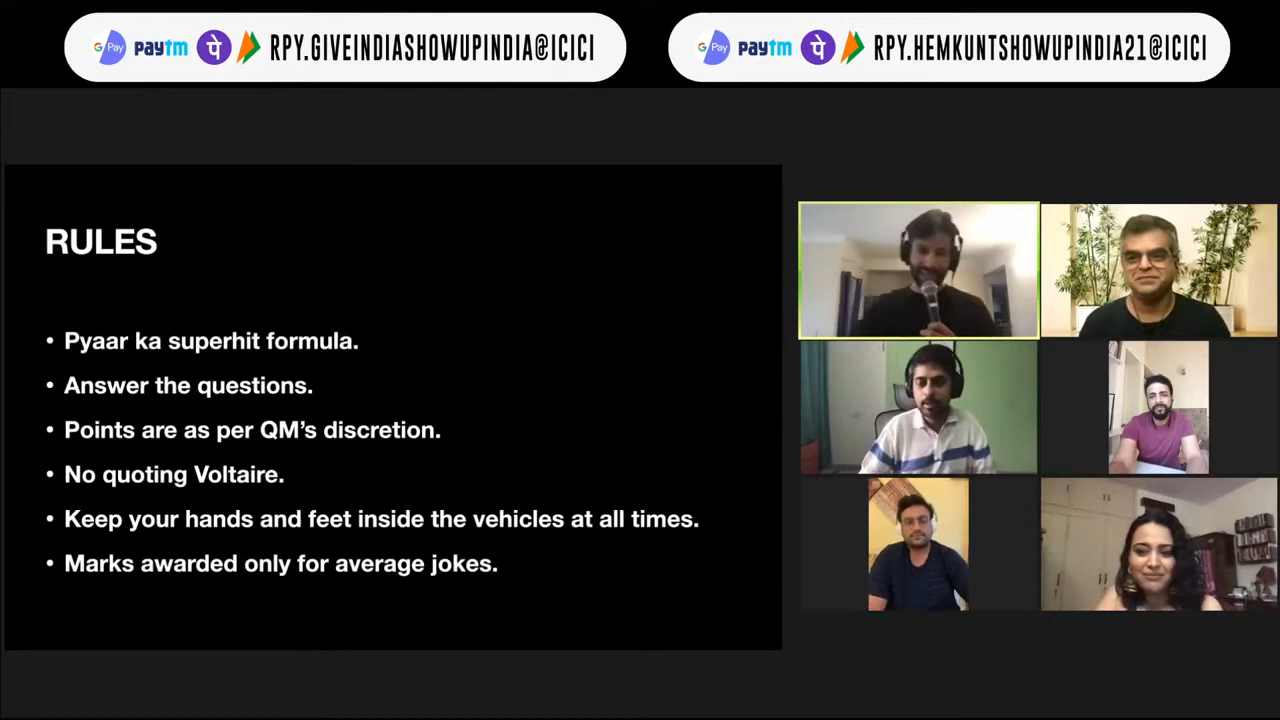 G Pay paytm पे RPY.GIVEINDIASHOWUPINDIA@ICICI
G Pay paytm पे RPY.HEMKUNTSHOWUPINDIA21@ICICI
RULES
• Pyaar ka superhit formula.
• Answer the questions.
• Points are as per QM’s discretion.
• No quoting Voltaire.
• Keep your hands and feet inside the vehicles at all times.
• Marks awarded only for average jokes.